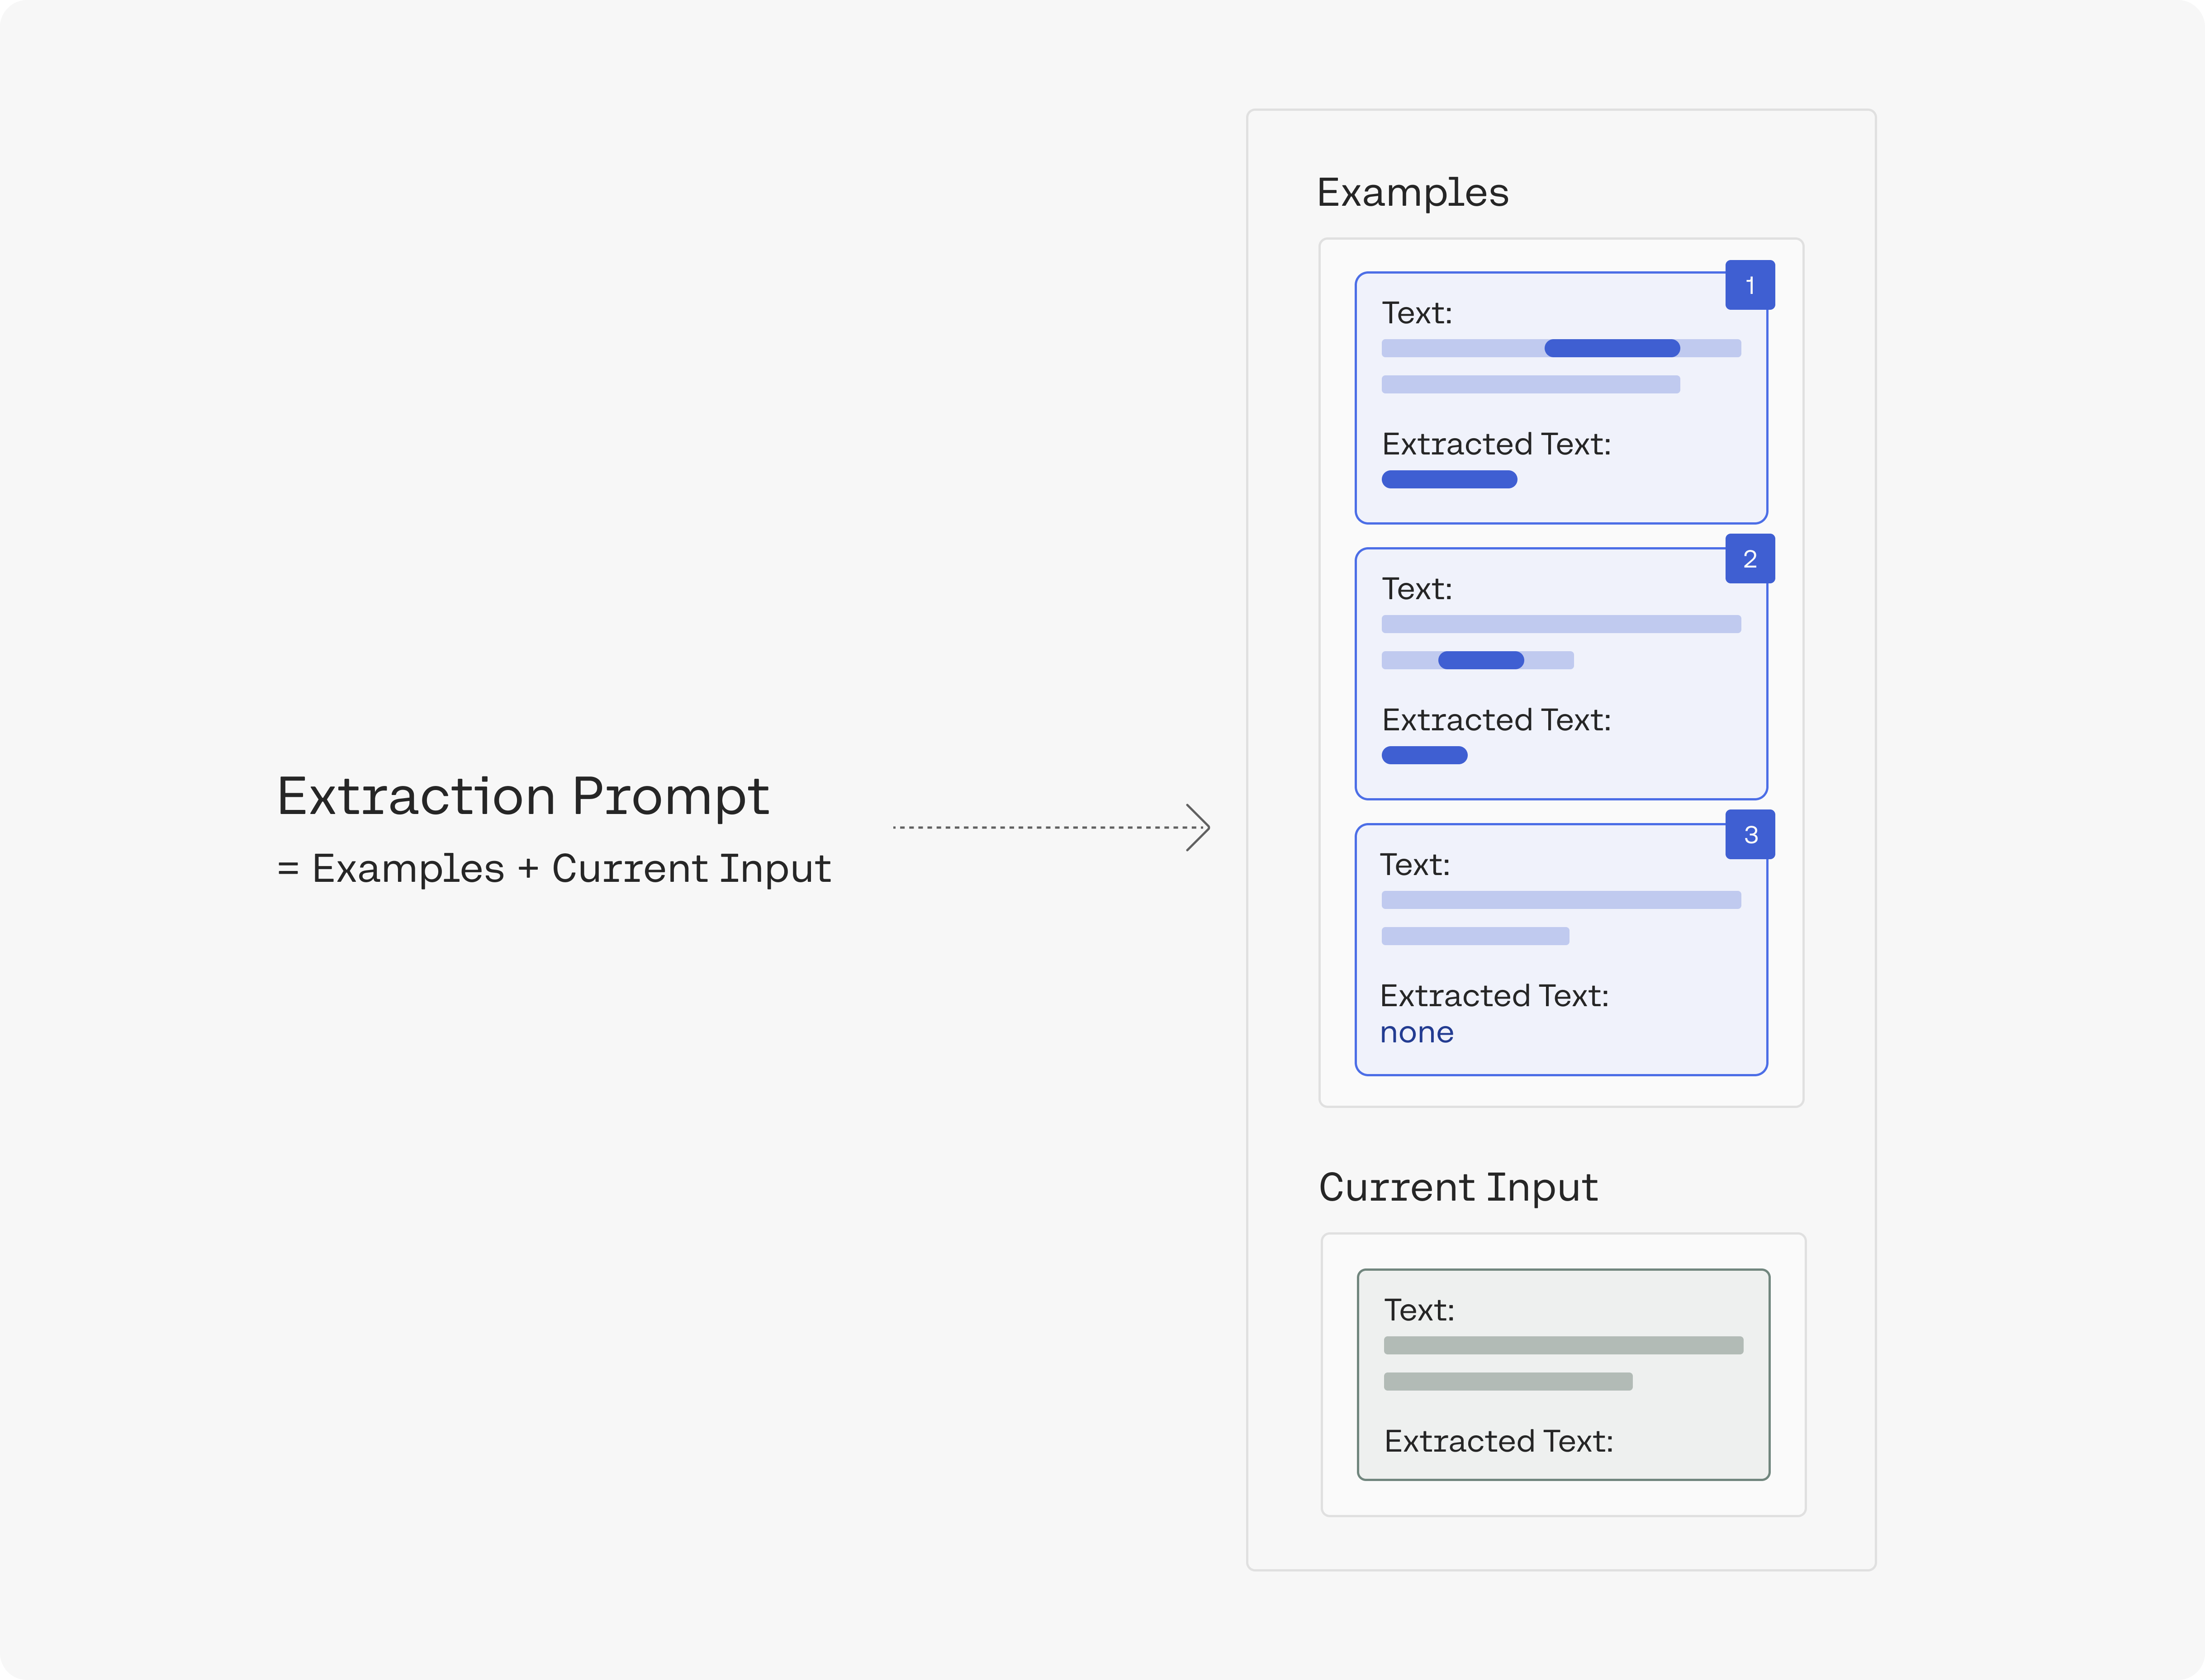 Extraction Prompt
= Examples + Current Input
Examples
1
Text:
Extracted Text:
2
Text:
Extracted Text:
3
Text:
Extracted Text:
none
Current Input
Text:
Extracted Text: